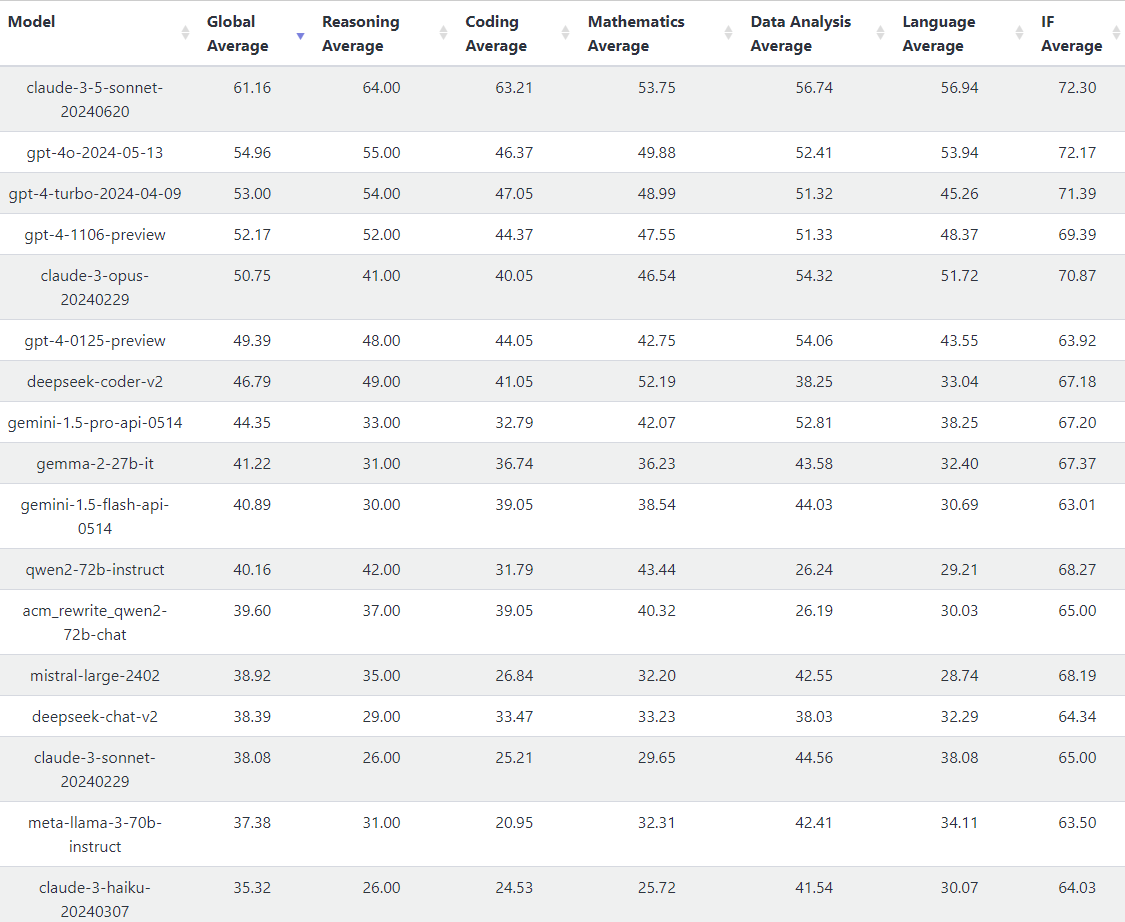 Model Global Average Reasoning Average Coding Average Mathematics Average Data Analysis Average Language Average IF Average
claude-3-5-sonnet-20240620 61.16 64.00 63.21 53.75 56.74 56.94 72.30
gpt-4o-2024-05-13 54.96 55.00 46.37 49.88 52.41 53.94 72.17
gpt-4-turbo-2024-04-09 53.00 54.00 47.05 48.99 51.32 45.26 71.39
gpt-4-1106-preview 52.17 52.00 44.37 47.55 51.33 48.37 69.39
claude-3-opus-20240229 50.75 41.00 40.05 46.54 54.32 51.72 70.87
gpt-4-0125-preview 49.39 48.00 44.05 42.75 54.06 43.55 63.92
deepseek-coder-v2 46.79 49.00 41.05 52.19 38.25 33.04 67.18
gemini-1.5-pro-api-0514 44.35 33.00 32.79 42.07 52.81 38.25 67.20
gemma-2-27b-it 41.22 31.00 36.74 36.23 43.58 32.40 67.37
gemini-1.5-flash-api-0514 40.89 30.00 39.05 38.54 44.03 30.69 63.01
qwen2-72b-instruct 40.16 42.00 31.79 43.44 26.24 29.21 68.27
acm_rewrite_qwen2-72b-chat 39.60 37.00 39.05 40.32 26.19 30.03 65.00
mistral-large-2402 38.92 35.00 26.84 32.20 42.55 28.74 68.19
deepseek-chat-v2 38.39 29.00 33.47 33.23 38.03 32.29 64.34
claude-3-sonnet-20240229 38.08 26.00 25.21 29.65 44.56 38.08 65.00
meta-llama-3-70b-instruct 37.38 31.00 20.95 32.31 42.41 34.11 63.50
claude-3-haiku-20240307 35.32 26.00 24.53 25.72 41.54 30.07 64.03